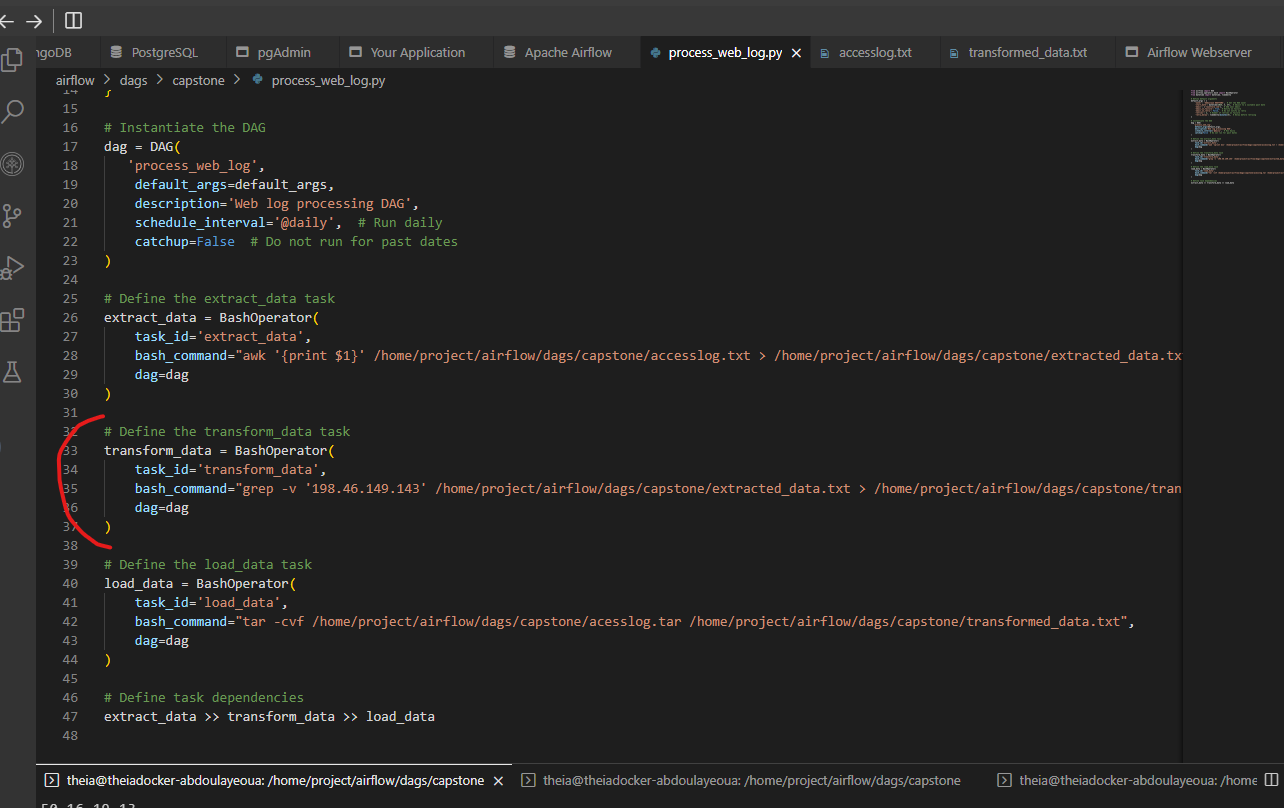 ngoDB PostgreSQL pgAdmin Your Application Apache Airflow process_web_log.py accesslog.txt transformed_data.txt Airflow Webserver
airflow > dags > capstone > process_web_log.py
14 }
15
16 # Instantiate the DAG
17 dag = DAG(
18 'process_web_log',
19 default_args=default_args,
20 description='Web log processing DAG',
21 schedule_interval='@daily',  # Run daily
22 catchup=False  # Do not run for past dates
23 )
24
25 # Define the extract_data task
26 extract_data = BashOperator(
27 task_id='extract_data',
28 bash_command="awk '{print $1}' /home/project/airflow/dags/capstone/accesslog.txt > /home/project/airflow/dags/capstone/extracted_data.tx
29 dag=dag
30 )
31
32 # Define the transform_data task
33 transform_data = BashOperator(
34 task_id='transform_data',
35 bash_command="grep -v '198.46.149.143' /home/project/airflow/dags/capstone/extracted_data.txt > /home/project/airflow/dags/capstone/tran
36 dag=dag
37 )
38
39 # Define the load_data task
40 load_data = BashOperator(
41 task_id='load_data',
42 bash_command="tar -cvf /home/project/airflow/dags/capstone/acesslog.tar /home/project/airflow/dags/capstone/transformed_data.txt",
43 dag=dag
44 )
45
46 # Define task dependencies
47 extract_data >> transform_data >> load_data
48
theia@theiadocker-abdoulayeoua: /home/project/airflow/dags/capstone theia@theiadocker-abdoulayeoua: /home/project/airflow/dags/capstone theia@theiadocker-abdoulayeoua: /home